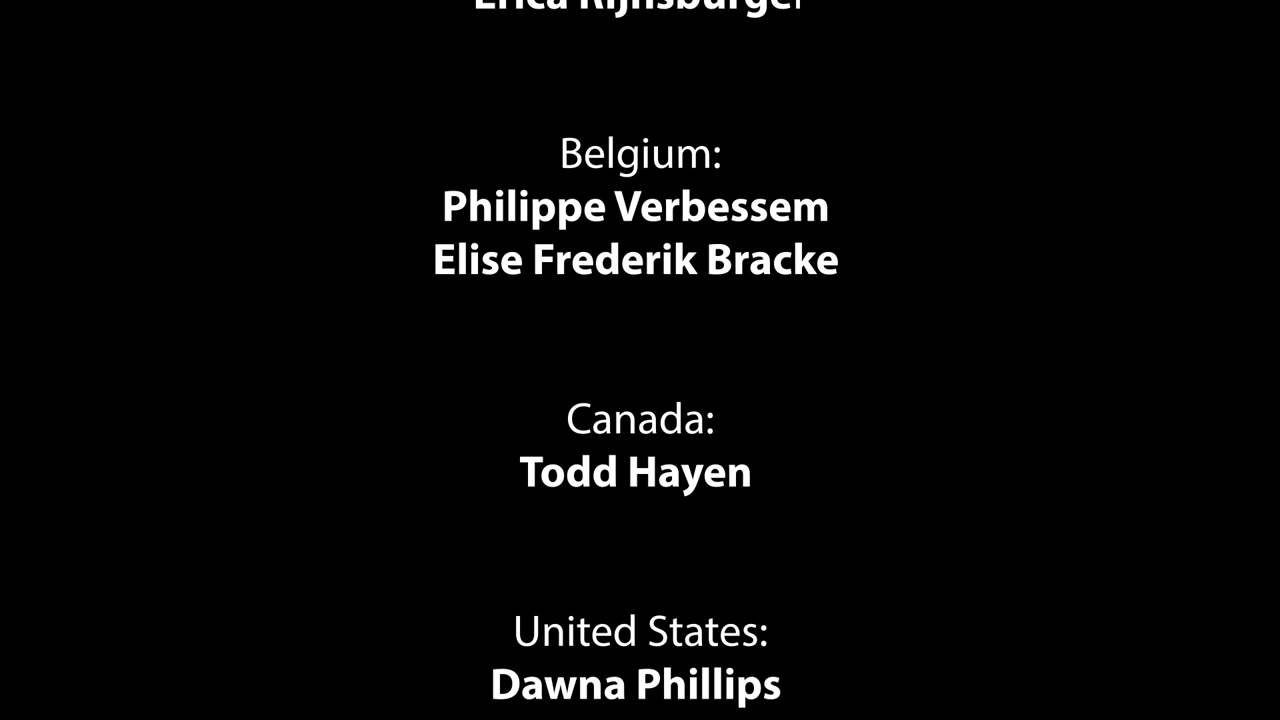 Erica Rijnsburger
Belgium:
Philippe Verbessem
Elise Frederik Bracke
Canada:
Todd Hayen
United States:
Dawna Phillips